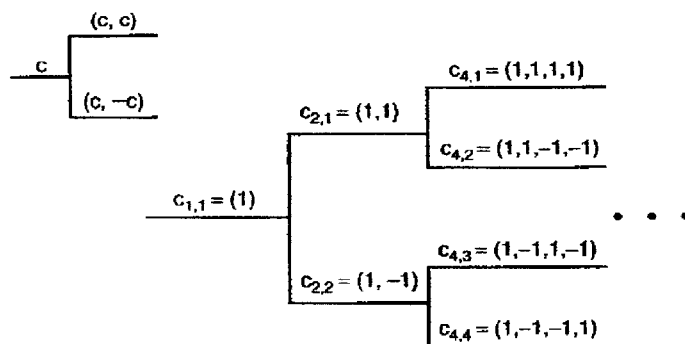 (c, c)
c
(c, −c)
c4,1 = (1,1,1,1)
c2,1 = (1,1)
c4,2 = (1,1,−1,−1)
c1,1 = (1)
c4,3 = (1,−1,1,−1)
c2,2 = (1, −1)
c4,4 = (1,−1,−1,1)